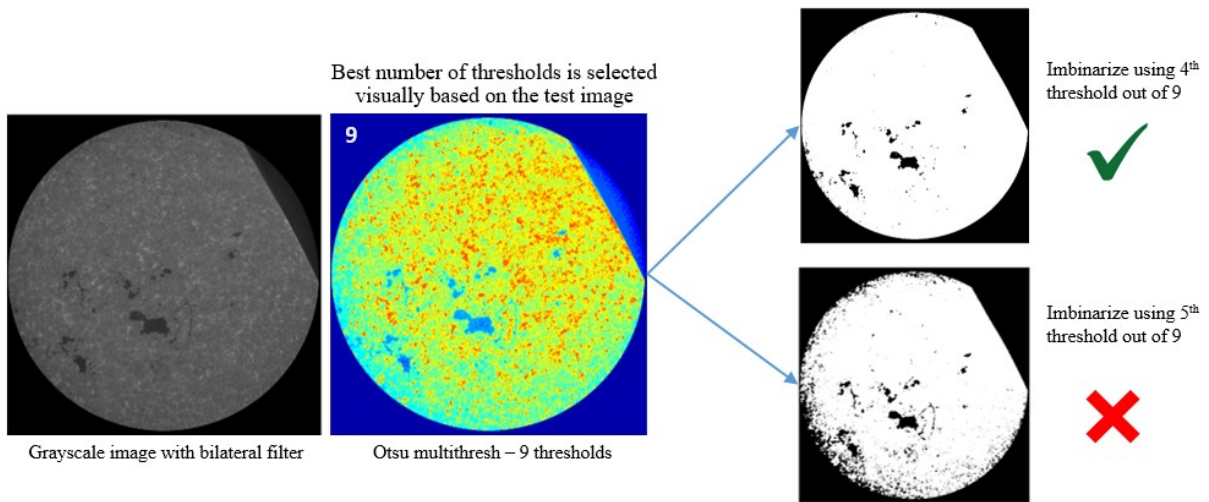 Best number of thresholds is selected
visually based on the test image
9
Grayscale image with bilateral filter
Otsu multithresh – 9 thresholds
Imbinarize using 4th
threshold out of 9
Imbinarize using 5th
threshold out of 9